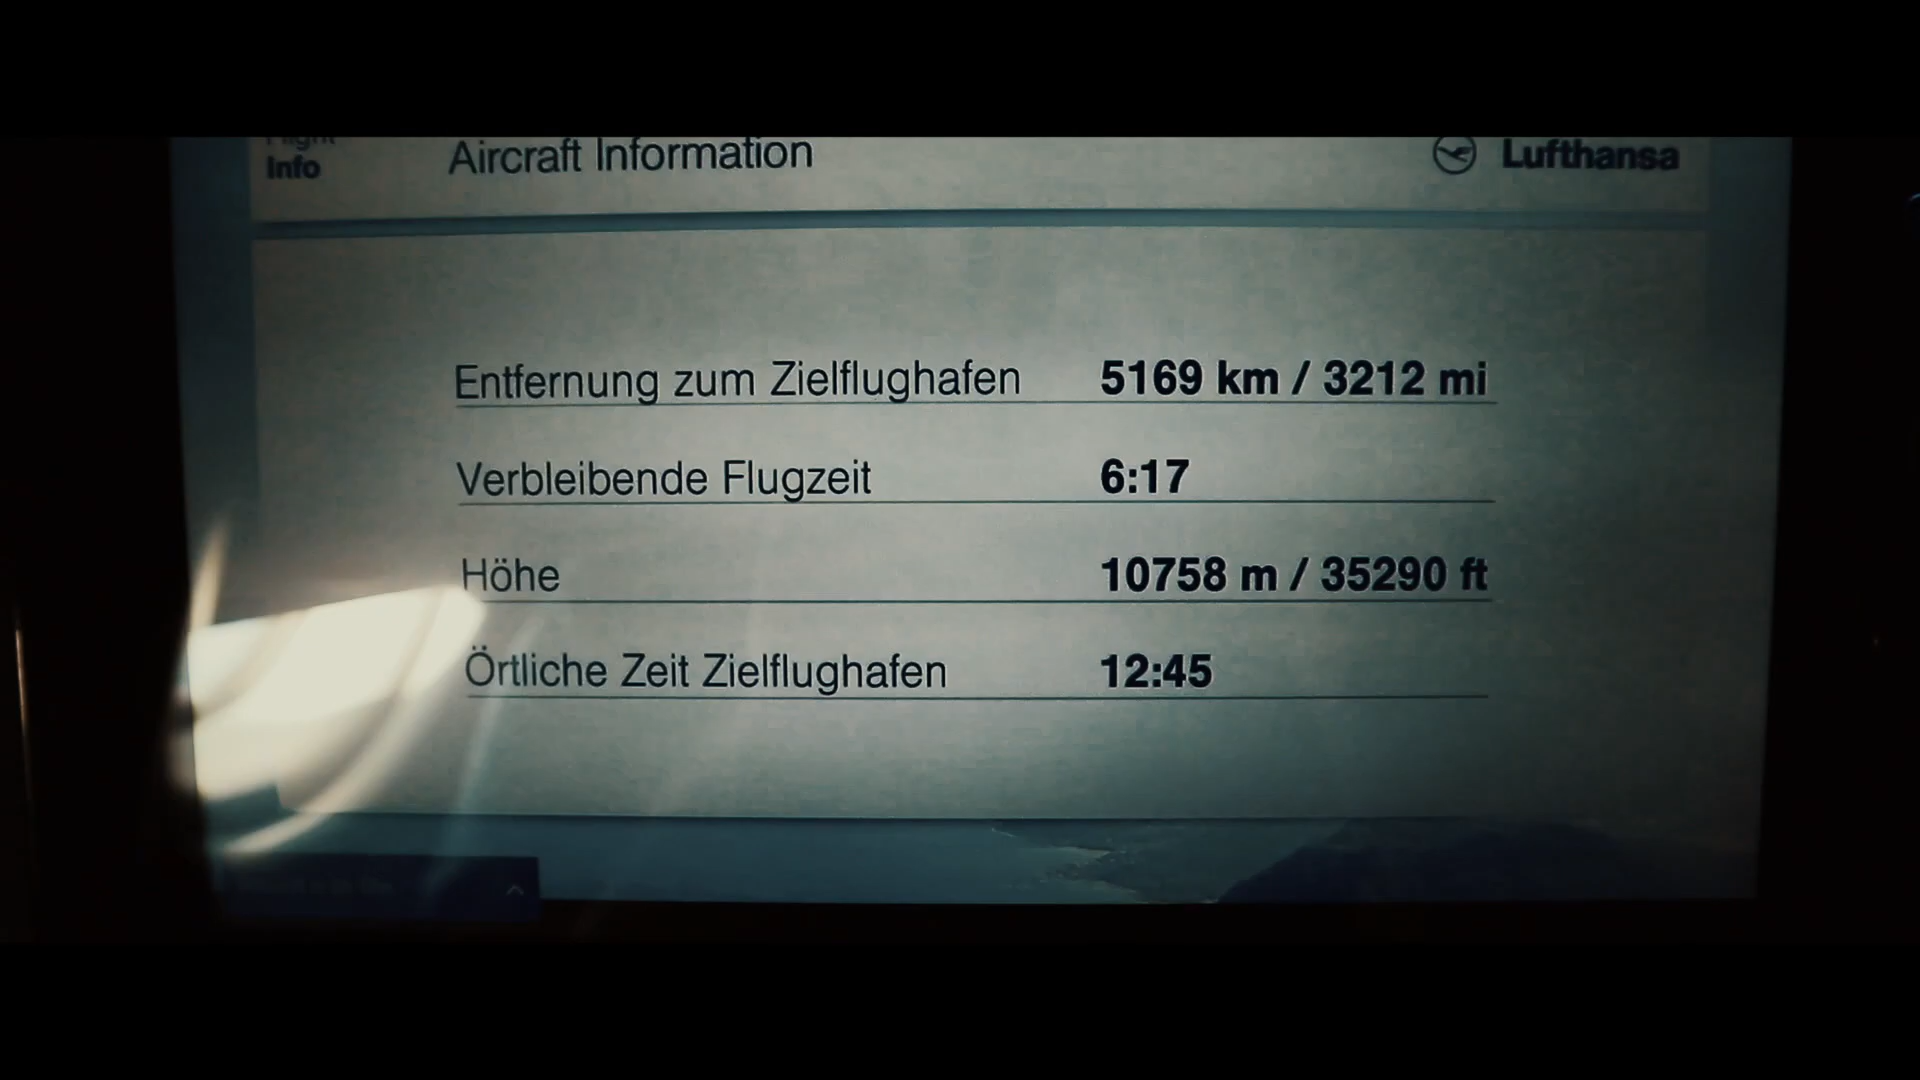 Flight
Info
Aircraft Information
Lufthansa
Entfernung zum Zielflughafen 5169 km / 3212 mi
Verbleibende Flugzeit 6:17
Höhe 10758 m / 35290 ft
Örtliche Zeit Zielflughafen 12:45